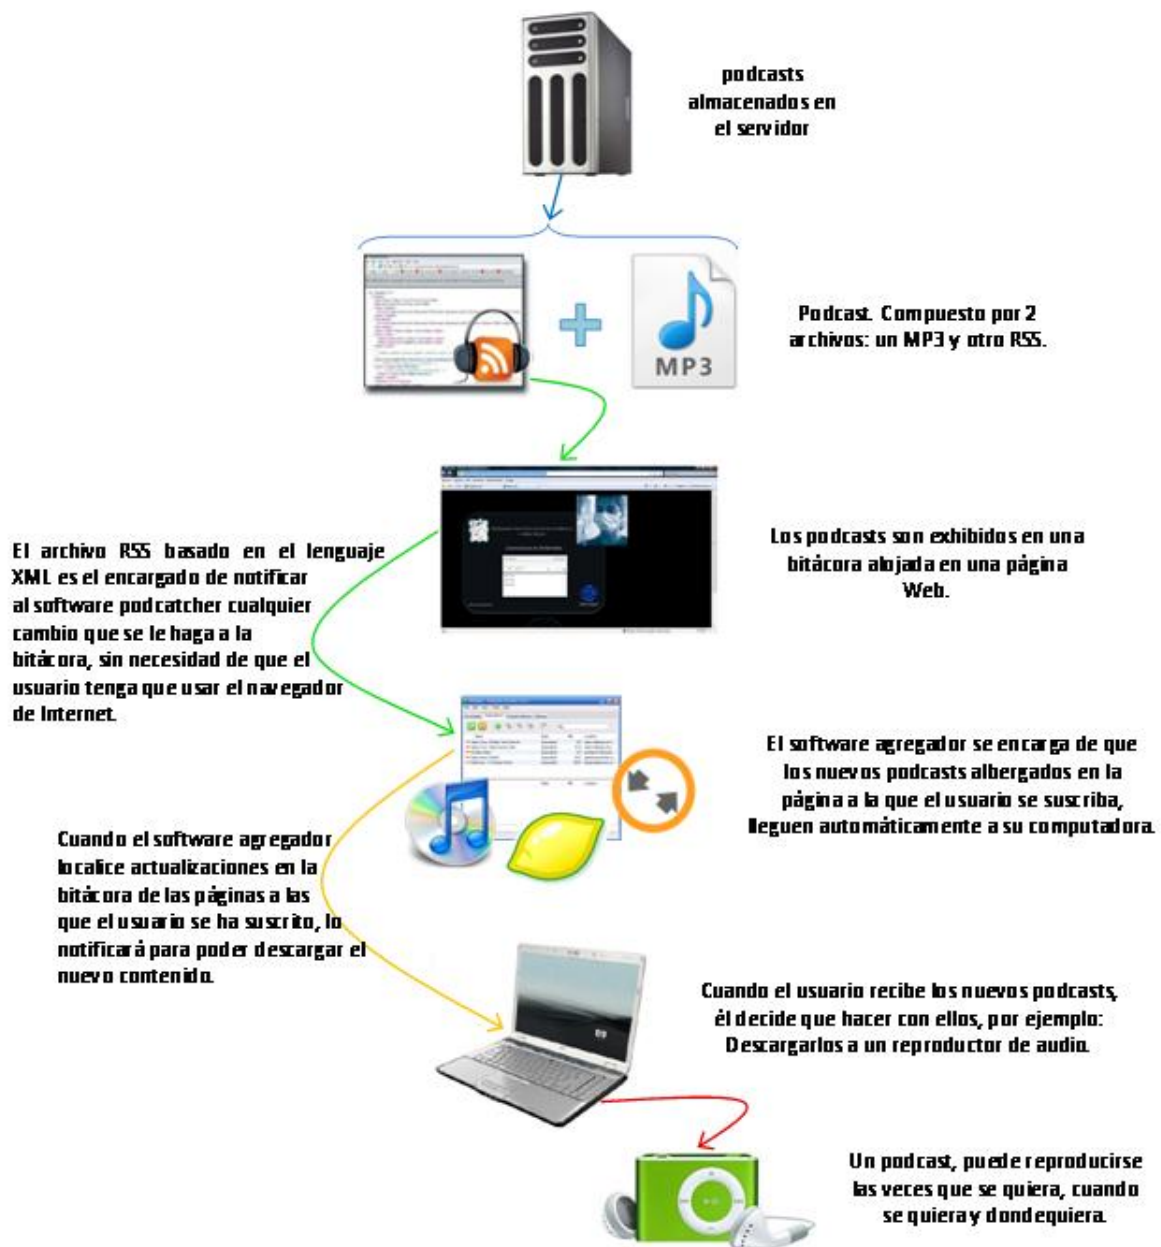 podcasts
almacenados en
el servidor
MP3
Podcast. Compuesto por 2
archivos: un MP3 y otro RSS.
Los podcasts son exhibidos en una
bitácora alojada en una página
Web.
El archivo RSS basado en el lenguaje
XML es el encargado de notificar
al software podcatcher cualquier
cambio que se le haga a la
bitácora, sin necesidad de que el
usuario tenga que usar el navegador
de Internet.
El software agregador se encarga de que
los nuevos podcasts albergados en la
página a la que el usuario se suscriba,
lleguen automáticamente a su computadora.
Cuando el software agregador
localice actualizaciones en la
bitácora de las páginas a las
que el usuario se ha suscrito, lo
notificará para poder descargar el
nuevo contenido.
Cuando el usuario recibe los nuevos podcasts,
él decide que hacer con ellos, por ejemplo:
Descargarlos a un reproductor de audio.
Un podcast, puede reproducirse
las veces que se quiera, cuando
se quiera y dondequiera.